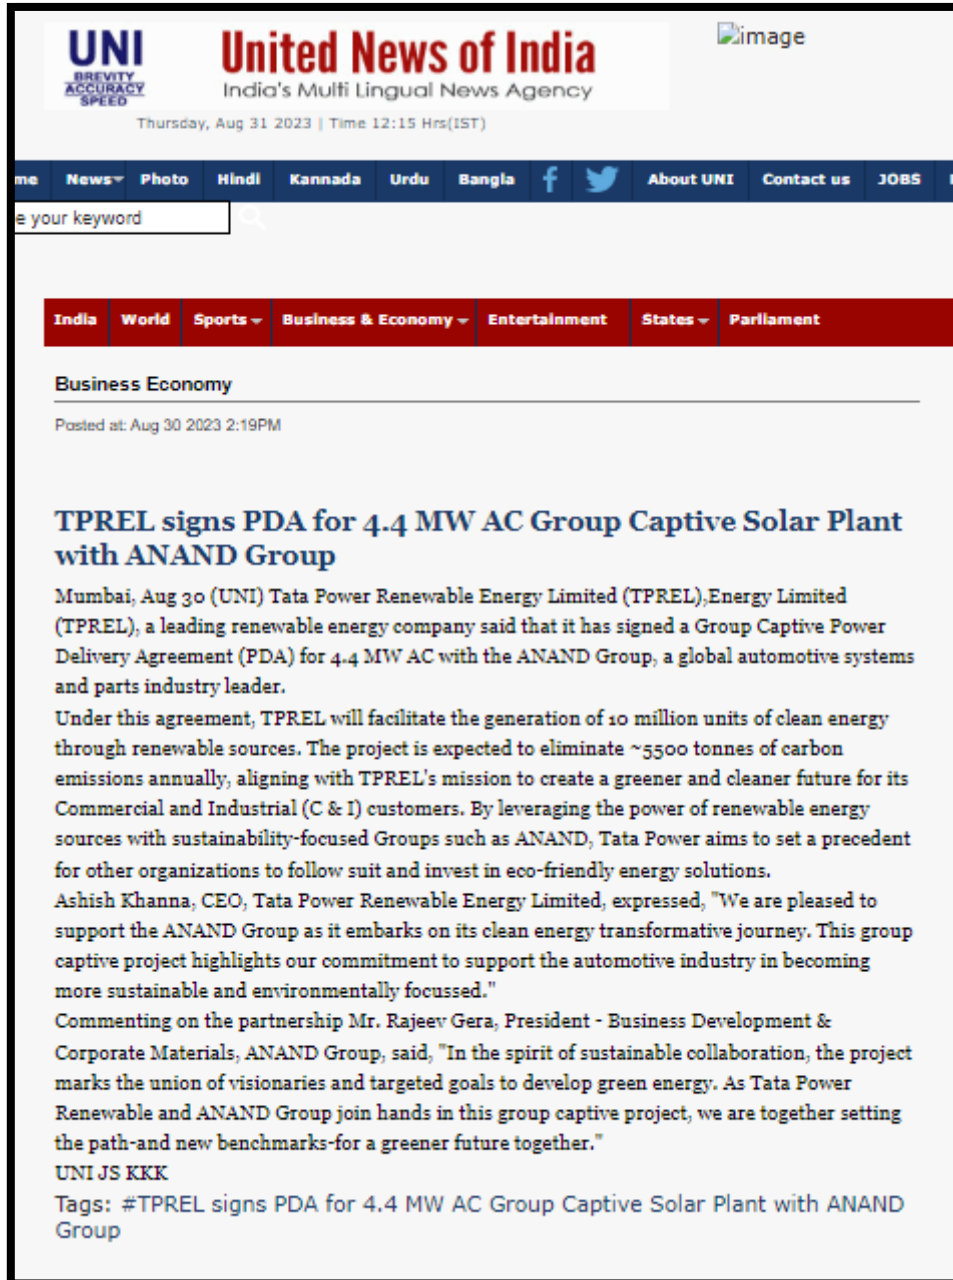 UNI
BREVITY
ACCURACY
SPEED
United News of India
India's Multi Lingual News Agency
image
Thursday, Aug 31 2023 | Time 12:15 Hrs(IST)
me News Photo Hindi Kannada Urdu Bangla f About UNI Contact us JOBS
e your keyword
India World Sports Business & Economy Entertainment States Parliament
Business Economy
Posted at: Aug 30 2023 2:19PM
TPREL signs PDA for 4.4 MW AC Group Captive Solar Plant
with ANAND Group
Mumbai, Aug 30 (UNI) Tata Power Renewable Energy Limited (TPREL),Energy Limited
(TPREL), a leading renewable energy company said that it has signed a Group Captive Power
Delivery Agreement (PDA) for 4.4 MW AC with the ANAND Group, a global automotive systems
and parts industry leader.
Under this agreement, TPREL will facilitate the generation of 10 million units of clean energy
through renewable sources. The project is expected to eliminate ~5500 tonnes of carbon
emissions annually, aligning with TPREL's mission to create a greener and cleaner future for its
Commercial and Industrial (C & I) customers. By leveraging the power of renewable energy
sources with sustainability-focused Groups such as ANAND, Tata Power aims to set a precedent
for other organizations to follow suit and invest in eco-friendly energy solutions.
Ashish Khanna, CEO, Tata Power Renewable Energy Limited, expressed, "We are pleased to
support the ANAND Group as it embarks on its clean energy transformative journey. This group
captive project highlights our commitment to support the automotive industry in becoming
more sustainable and environmentally focussed."
Commenting on the partnership Mr. Rajeev Gera, President - Business Development &
Corporate Materials, ANAND Group, said, "In the spirit of sustainable collaboration, the project
marks the union of visionaries and targeted goals to develop green energy. As Tata Power
Renewable and ANAND Group join hands in this group captive project, we are together setting
the path-and new benchmarks-for a greener future together."
UNI JS KKK
Tags: #TPREL signs PDA for 4.4 MW AC Group Captive Solar Plant with ANAND
Group